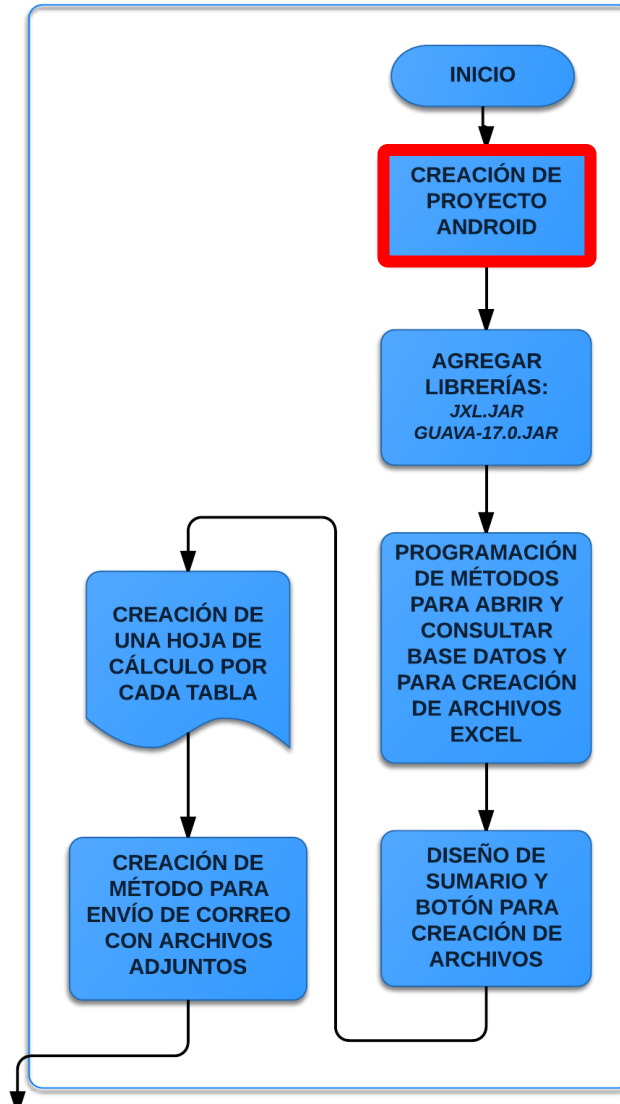 INICIO
CREACIÓN DE
PROYECTO
ANDROID
AGREGAR
LIBRERÍAS:
JXL.JAR
GUAVA-17.0.JAR
PROGRAMACIÓN
DE MÉTODOS
PARA ABRIR Y
CONSULTAR
BASE DATOS Y
PARA CREACIÓN
DE ARCHIVOS
EXCEL
DISEÑO DE
SUMARIO Y
BOTÓN PARA
CREACIÓN DE
ARCHIVOS
CREACIÓN DE
UNA HOJA DE
CÁLCULO POR
CADA TABLA
CREACIÓN DE
MÉTODO PARA
ENVÍO DE CORREO
CON ARCHIVOS
ADJUNTOS